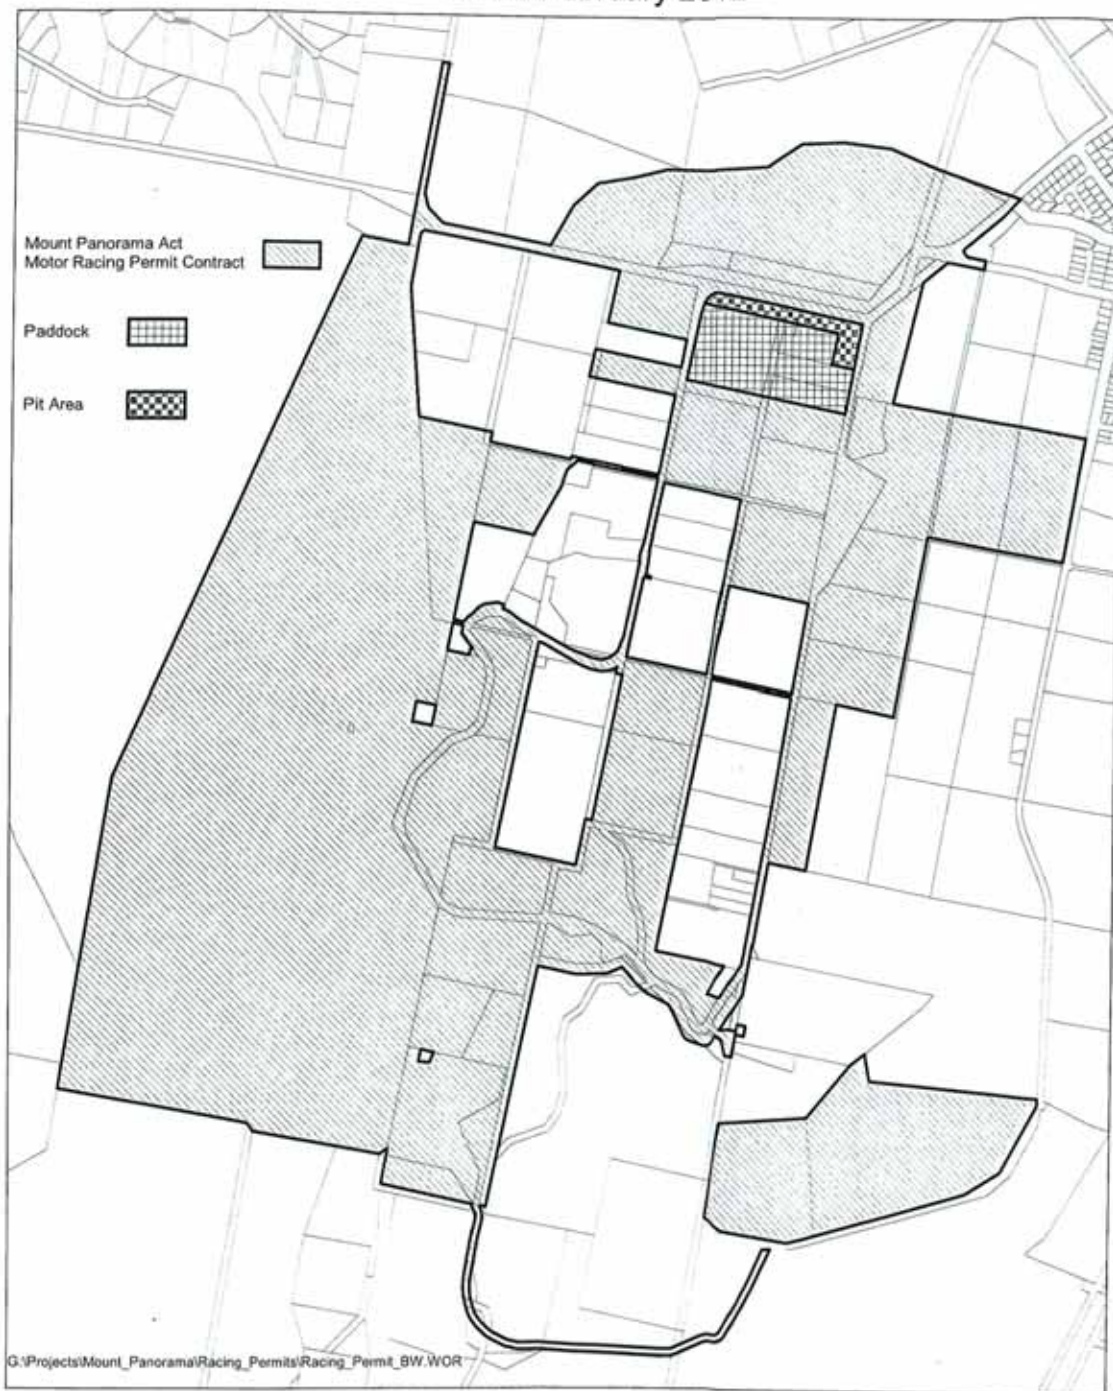 Mount Panorama Act
Motor Racing Permit Contract
Paddock
Pit Area
G:\Projects\Mount_Panorama\Racing_Permits\Racing_Permit_BW.WOR